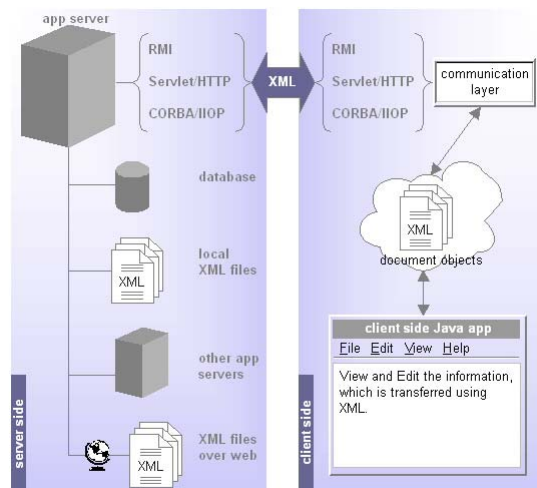 app server
RMI
Servlet/HTTP
CORBA/IIOP
XML
RMI
Servlet/HTTP
CORBA/IIOP
communication
layer
database
local
XML files
XML
other app
servers
XML files
over web
XML
server side
XML
document objects
client side Java app
File Edit View Help
View and Edit the information,
which is transferred using
XML.
client side